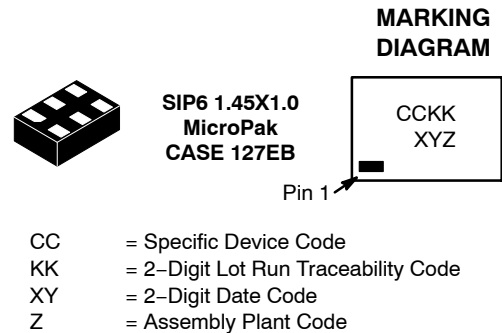 MARKING
DIAGRAM
SIP6 1.45X1.0
MicroPak
CASE 127EB
CCKK
XYZ
Pin 1
CC = Specific Device Code
KK = 2−Digit Lot Run Traceability Code
XY = 2−Digit Date Code
Z = Assembly Plant Code